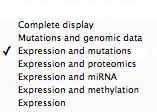 Complete display
Mutations and genomic data
✓ Expression and mutations
Expression and proteomics
Expression and miRNA
Expression and methylation
Expression